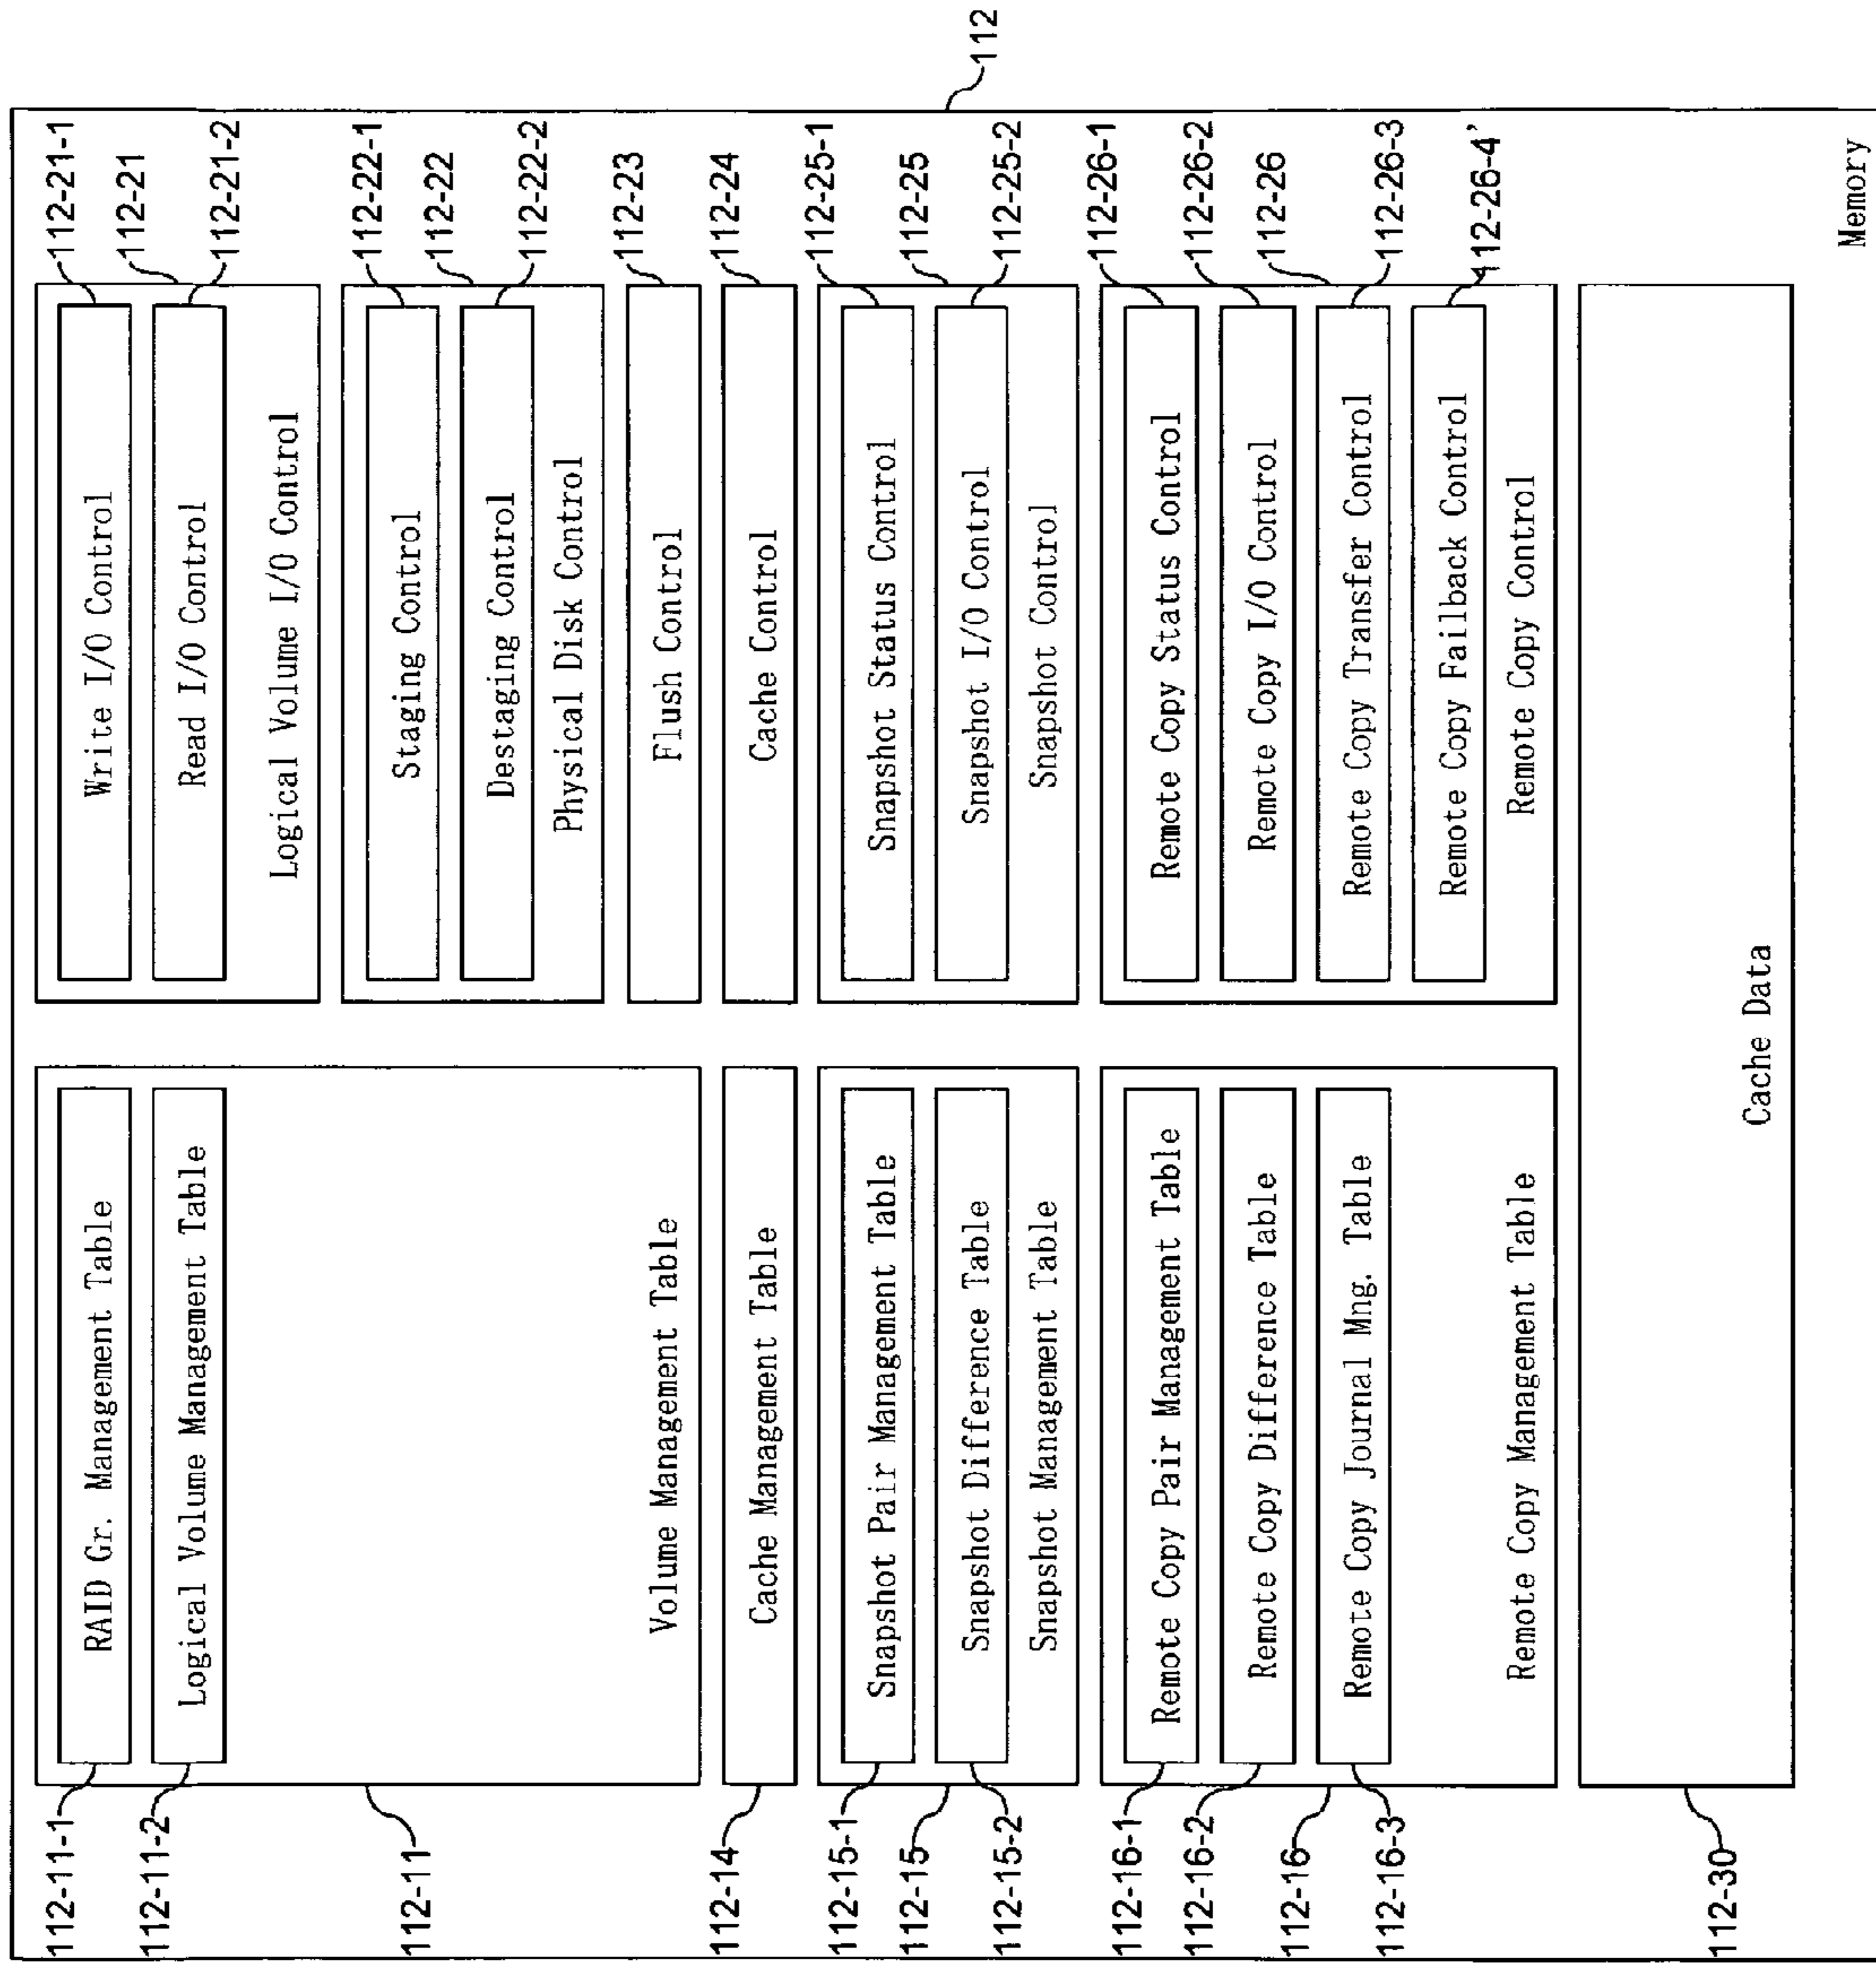 112-11-1
RAID Gr. Management Table
112-11-2
Logical Volume Management Table
112-11
Volume Management Table
112-14
Cache Management Table
112-15-1
Snapshot Pair Management Table
112-15
112-15-2
Snapshot Difference Table
Snapshot Management Table
112-16-1
Remote Copy Pair Management Table
112-16-2
Remote Copy Difference Table
112-16
112-16-3
Remote Copy Journal Mng. Table
Remote Copy Management Table
Write I/O Control
112-21-1
112-21
Read I/O Control
112-21-2
Logical Volume I/O Control
Staging Control
112-22-1
112-22
Destaging Control
112-22-2
Physical Disk Control
Flush Control
112-23
Cache Control
112-24
Snapshot Status Control
112-25-1
112-25
Snapshot I/O Control
112-25-2
Snapshot Control
112
Remote Copy Status Control
112-26-1
Remote Copy I/O Control
112-26-2
112-26
Remote Copy Transfer Control
112-26-3
Remote Copy Failback Control
112-26-4’
Remote Copy Control
112-30
Cache Data
Memory